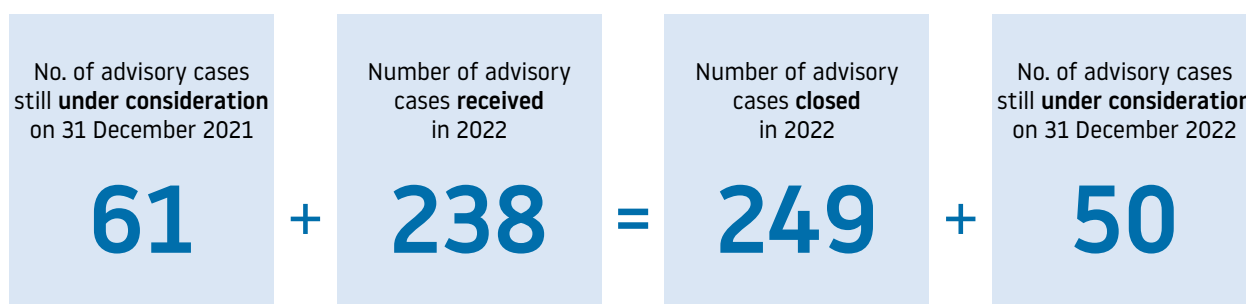 No. of advisory cases
still under consideration
on 31 December 2021
61
+
Number of advisory
cases received
in 2022
238
=
Number of advisory
cases closed
in 2022
249
+
No. of advisory cases
still under consideration
on 31 December 2022
50